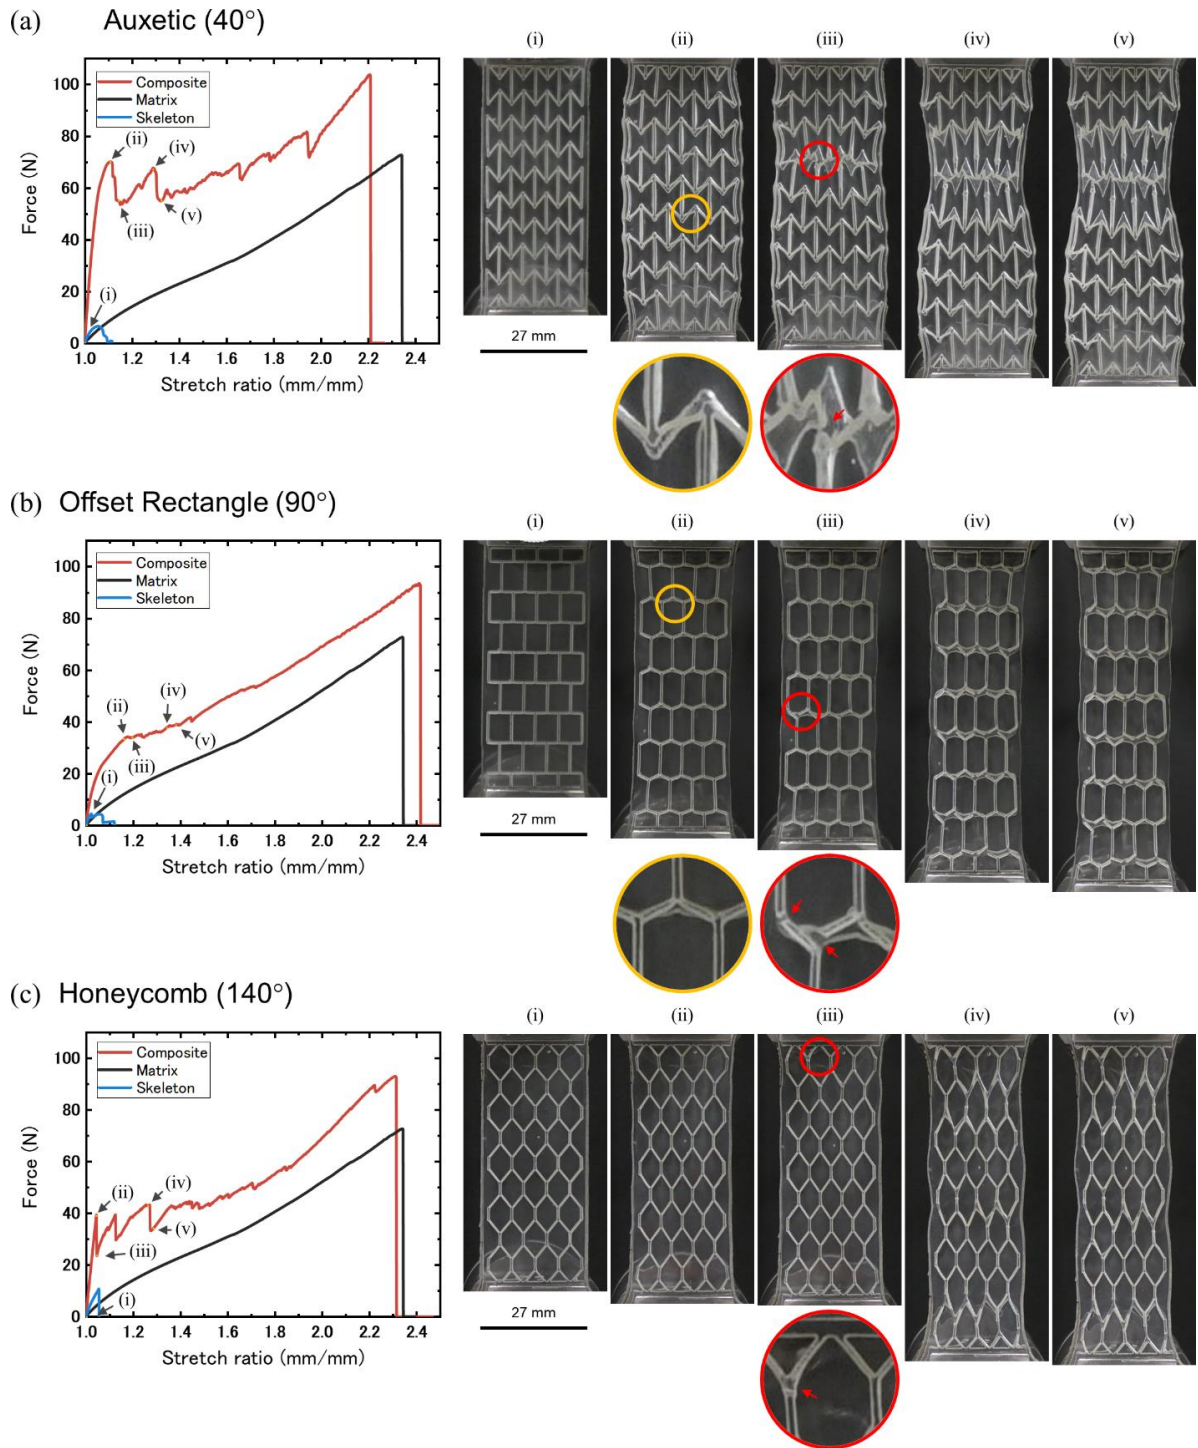 (a) Auxetic (40°)
(i) (ii) (iii) (iv) (v)
Composite
Matrix
Skeleton
(ii)
(iv)
(iii)
(v)
(i)
100
80
60
40
20
0
Force (N)
1.0 1.2 1.4 1.6 1.8 2.0 2.2 2.4
Stretch ratio (mm/mm)
27 mm
(b) Offset Rectangle (90°)
(i) (ii) (iii) (iv) (v)
Composite
Matrix
Skeleton
(ii)
(iv)
(iii)
(v)
(i)
100
80
60
40
20
0
Force (N)
1.0 1.2 1.4 1.6 1.8 2.0 2.2 2.4
Stretch ratio (mm/mm)
27 mm
(c) Honeycomb (140°)
(i) (ii) (iii) (iv) (v)
Composite
Matrix
Skeleton
(ii)
(iv)
(iii)
(v)
(i)
100
80
60
40
20
0
Force (N)
1.0 1.2 1.4 1.6 1.8 2.0 2.2 2.4
Stretch ratio (mm/mm)
27 mm